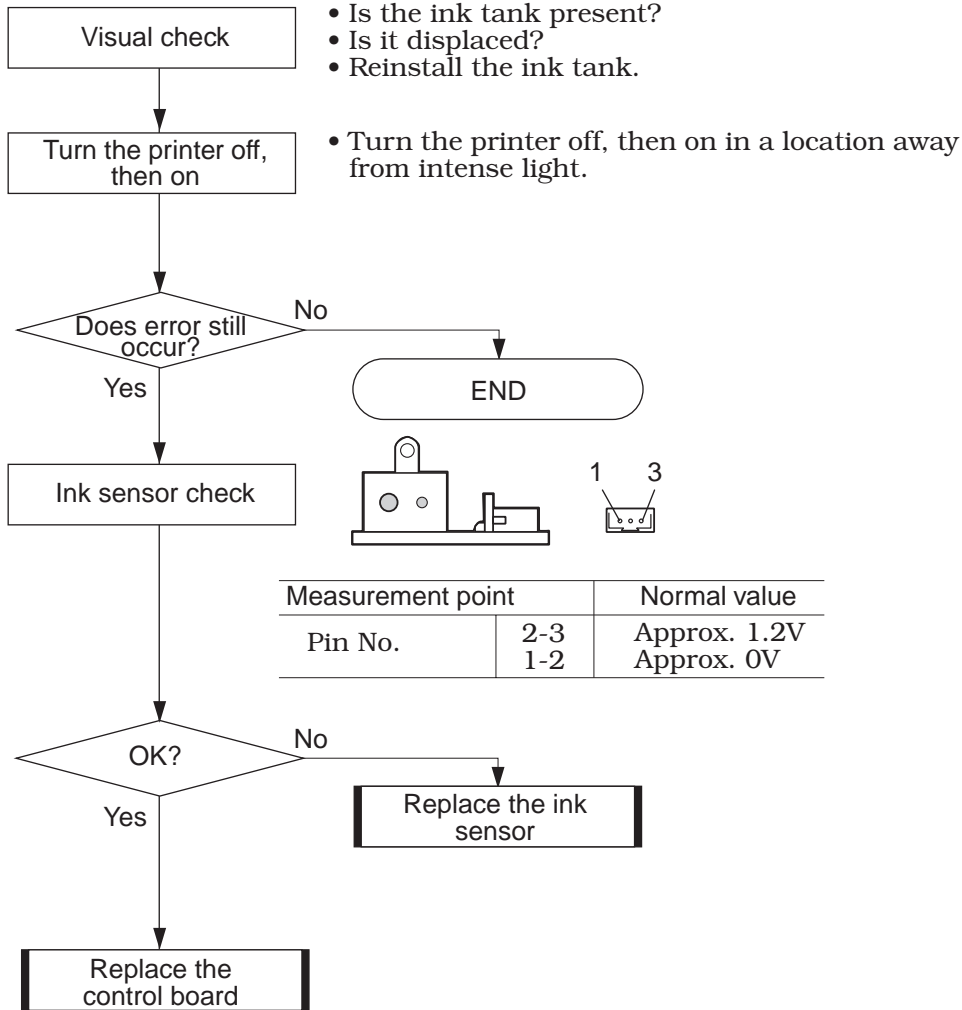 Visual check
• Is the ink tank present?
• Is it displaced?
• Reinstall the ink tank.
Turn the printer off,
then on
• Turn the printer off, then on in a location away
from intense light.
Does error still
occur?
No
Yes
END
Ink sensor check
1 3
Measurement point Normal value
Pin No. 2-3 Approx. 1.2V
1-2 Approx. 0V
OK?
No
Yes
Replace the ink
sensor
Replace the
control board